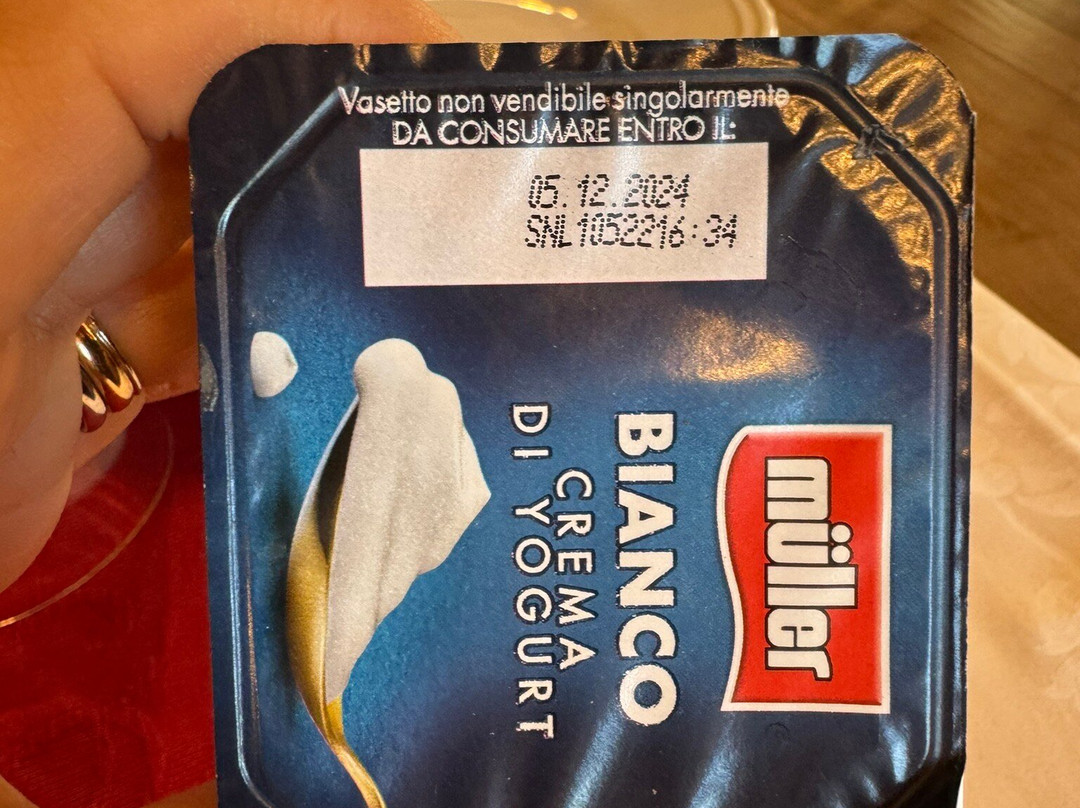 Vasetto non vendibile singolarmente
DA CONSUMARE ENTRO IL:
05.12.2024
SNL1052216:34
müller
BIANCO
CREMA
DI YOGURT